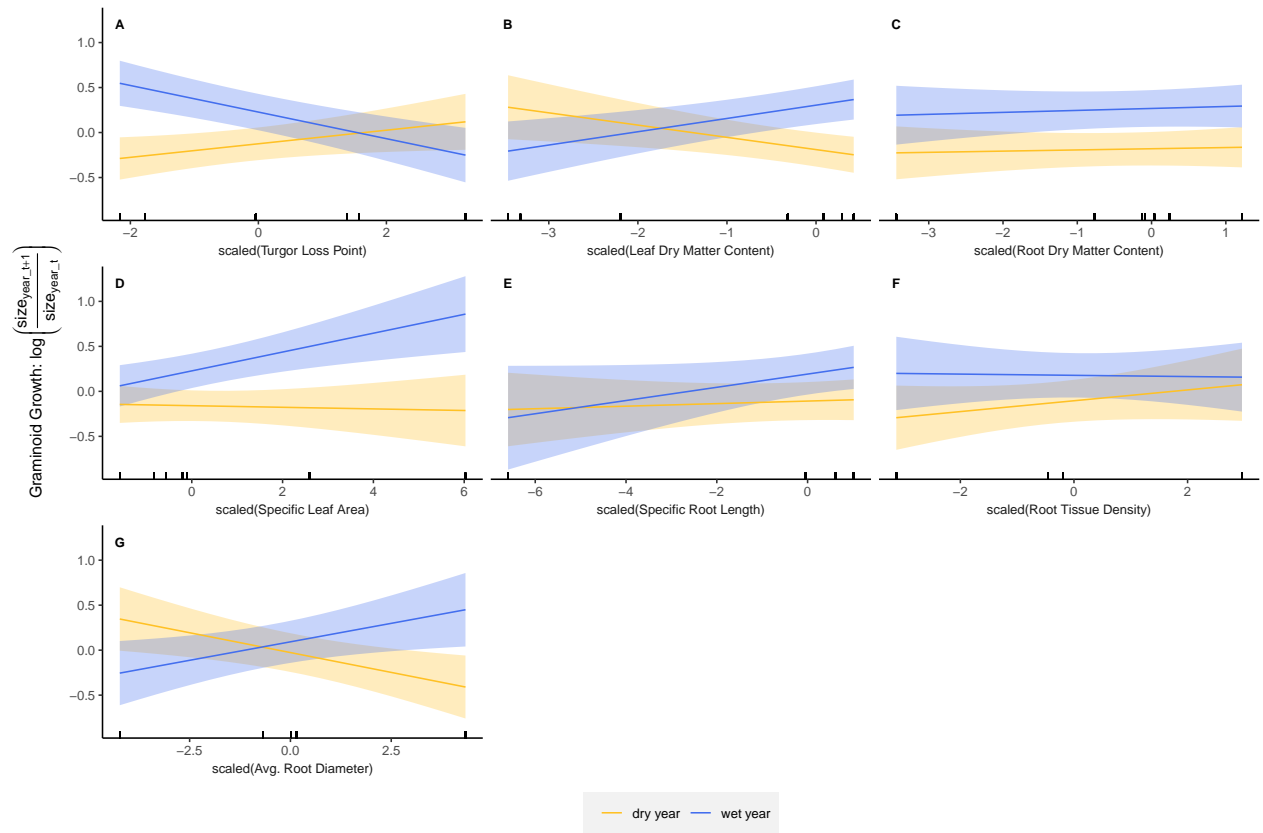 A
B
C
1.0
0.5
0.0
−0.5
−2
0
2
−3
−2
−1
0
−3
−2
−1
0
1
scaled(Turgor Loss Point)
scaled(Leaf Dry Matter Content)
scaled(Root Dry Matter Content)
Graminoid Growth: log(size_year_t+1 / size_year_t)
D
E
F
1.0
0.5
0.0
−0.5
0
2
4
6
−6
−4
−2
0
−2
0
2
scaled(Specific Leaf Area)
scaled(Specific Root Length)
scaled(Root Tissue Density)
G
1.0
0.5
0.0
−0.5
−2.5
0.0
2.5
scaled(Avg. Root Diameter)
dry year
wet year